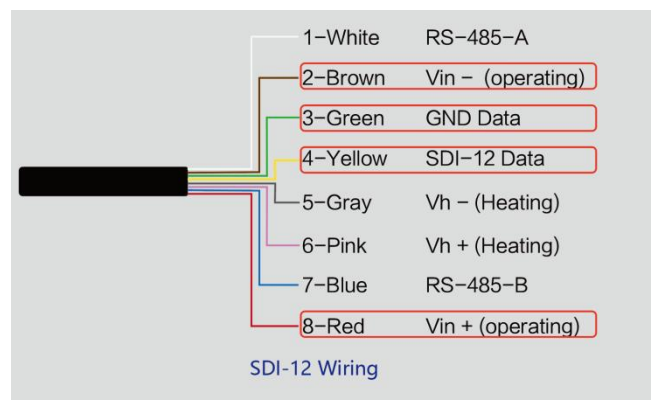 1-White RS-485-A
2-Brown Vin - (operating)
3-Green GND Data
4-Yellow SDI-12 Data
5-Gray Vh - (Heating)
6-Pink Vh + (Heating)
7-Blue RS-485-B
8-Red Vin + (operating)
SDI-12 Wiring